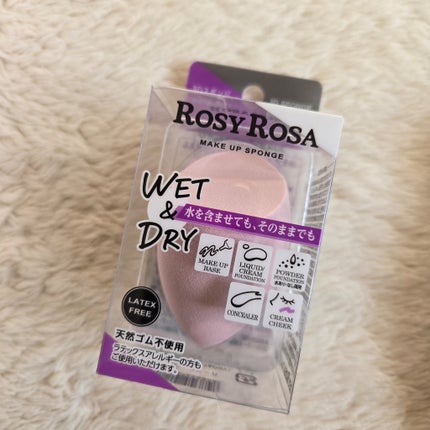 ROSY ROSA
MAKE UP SPONGE
WET
&
DRY
水を含ませても、そのままでも
MAKE UP
BASE
LIQUID/
CREAM
FOUNDATION
POWDER
FOUNDATION
CONCEALER
CREAM
CHEEK
LATEX
FREE
天然ゴム不使用
ラテックスアレルギーの方も
ご使用いただけます。